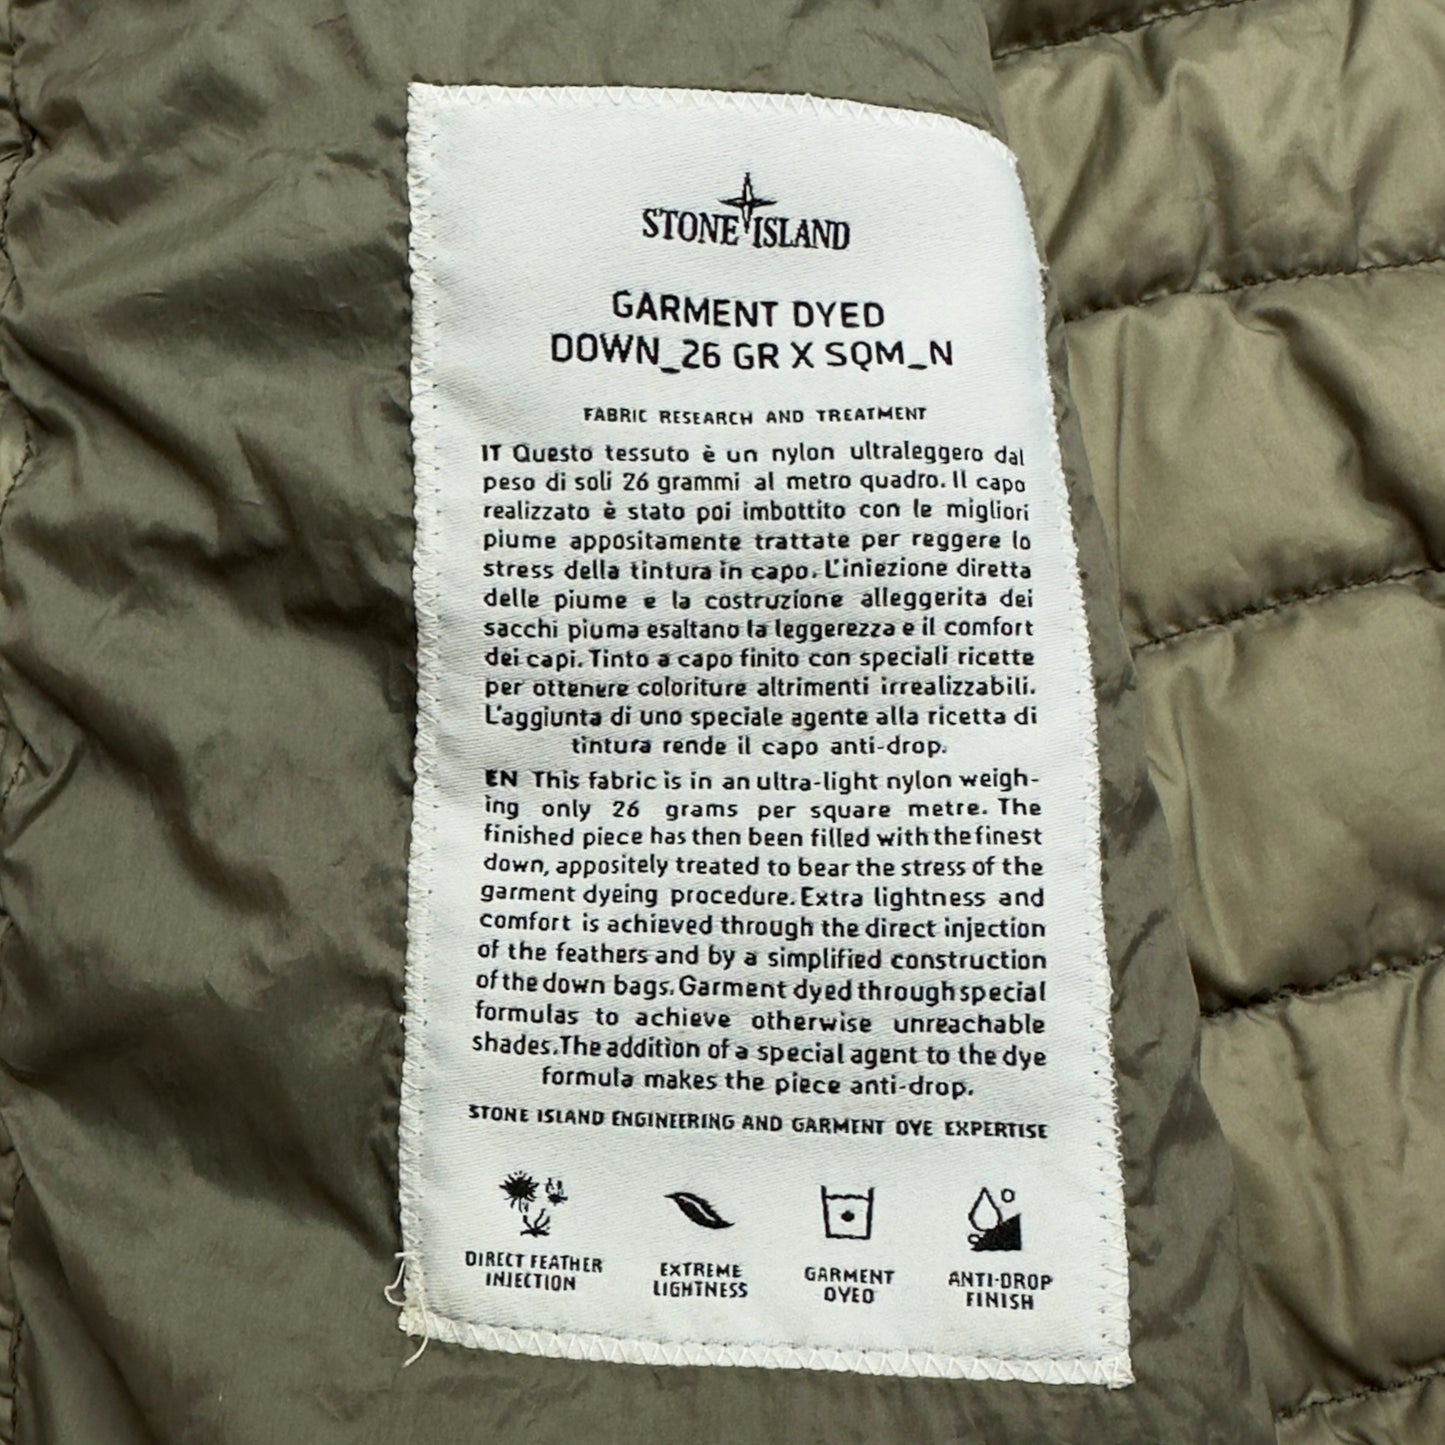 STONE ISLAND
GARMENT DYED
DOWN_26 GR X SQM_N
FABRIC RESEARCH AND TREATMENT
IT Questo tessuto è un nylon ultraleggero dal
peso di soli 26 grammi al metro quadro. Il capo
realizzato è stato poi imbottito con le migliori
piume appositamente trattate per reggere lo
stress della tintura in capo. L'iniezione diretta
delle piume e la costruzione alleggerita dei
sacchi piuma esaltano la leggerezza e il comfort
dei capi. Tinto a capo finito con speciali ricette
per ottenere coloriture altrimenti irrealizzabili.
L'aggiunta di uno speciale agente alla ricetta di
tintura rende il capo anti-drop.
EN This fabric is in an ultra-light nylon weigh-
ing only 26 grams per square metre. The
finished piece has then been filled with the finest
down, appositely treated to bear the stress of the
garment dyeing procedure. Extra lightness and
comfort is achieved through the direct injection
of the feathers and by a simplified construction
of the down bags. Garment dyed through special
formulas to achieve otherwise unreachable
shades. The addition of a special agent to the dye
formula makes the piece anti-drop.
STONE ISLAND ENGINEERING AND GARMENT DYE EXPERTISE
DIRECT FEATHER
INJECTION
EXTREME
LIGHTNESS
GARMENT
DYED
ANTI-DROP
FINISH